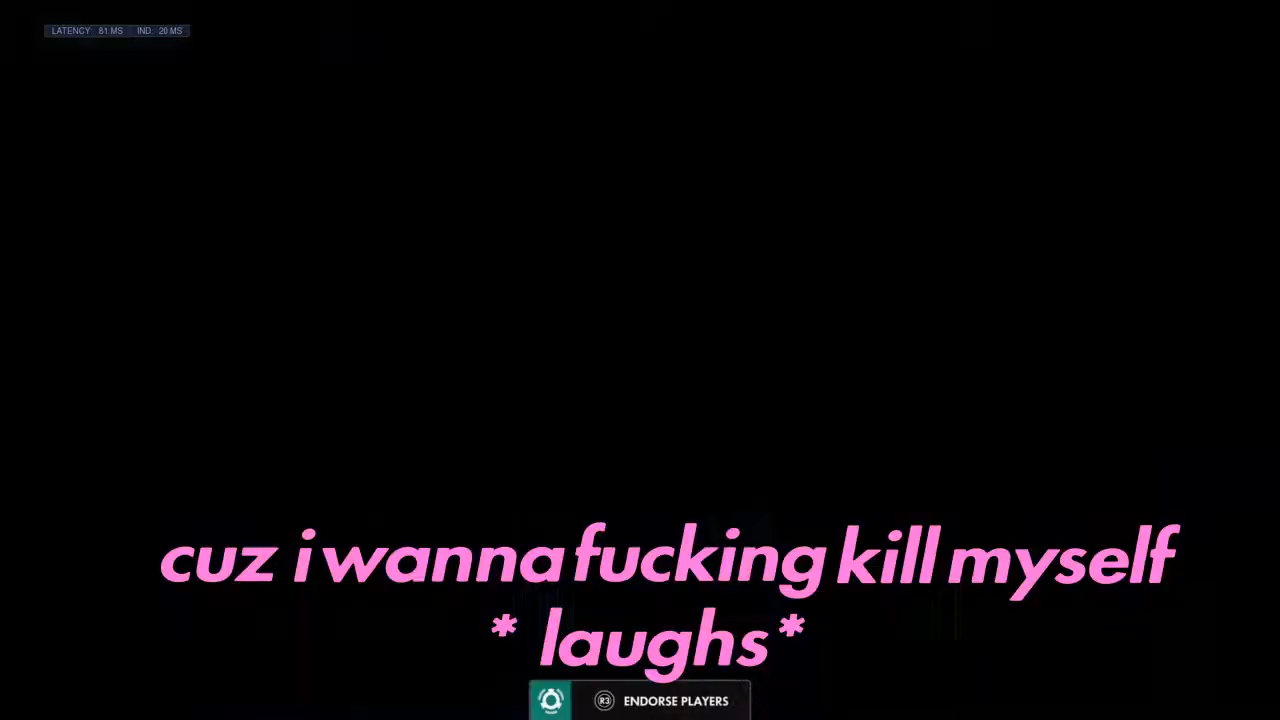 LATENCY: 81 MS IND: 20 MS
cuz i wanna fucking kill myself
* laughs *
R3 ENDORSE PLAYERS